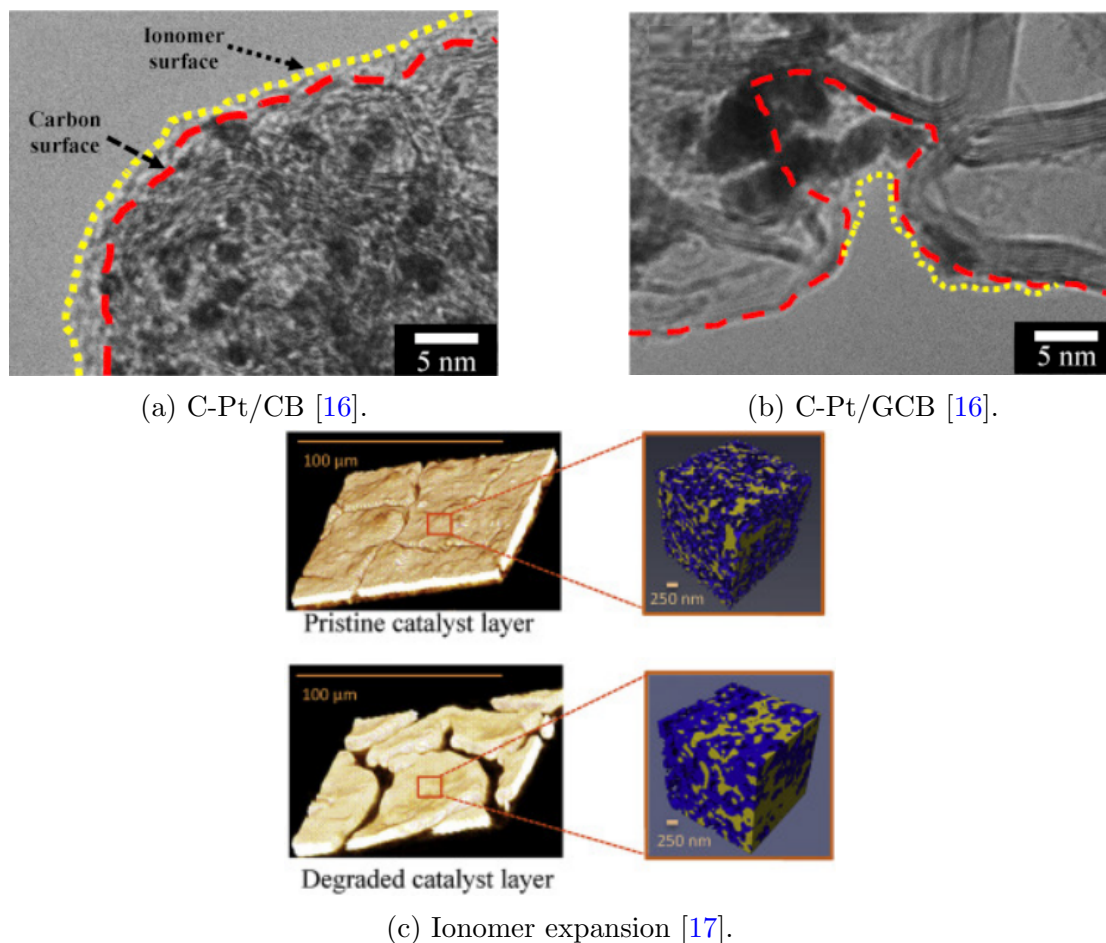 Ionomer
surface
Carbon
surface
5 nm
5 nm
(a) C-Pt/CB [16].
(b) C-Pt/GCB [16].
100 µm
250 nm
Pristine catalyst layer
100 µm
250 nm
Degraded catalyst layer
(c) Ionomer expansion [17].